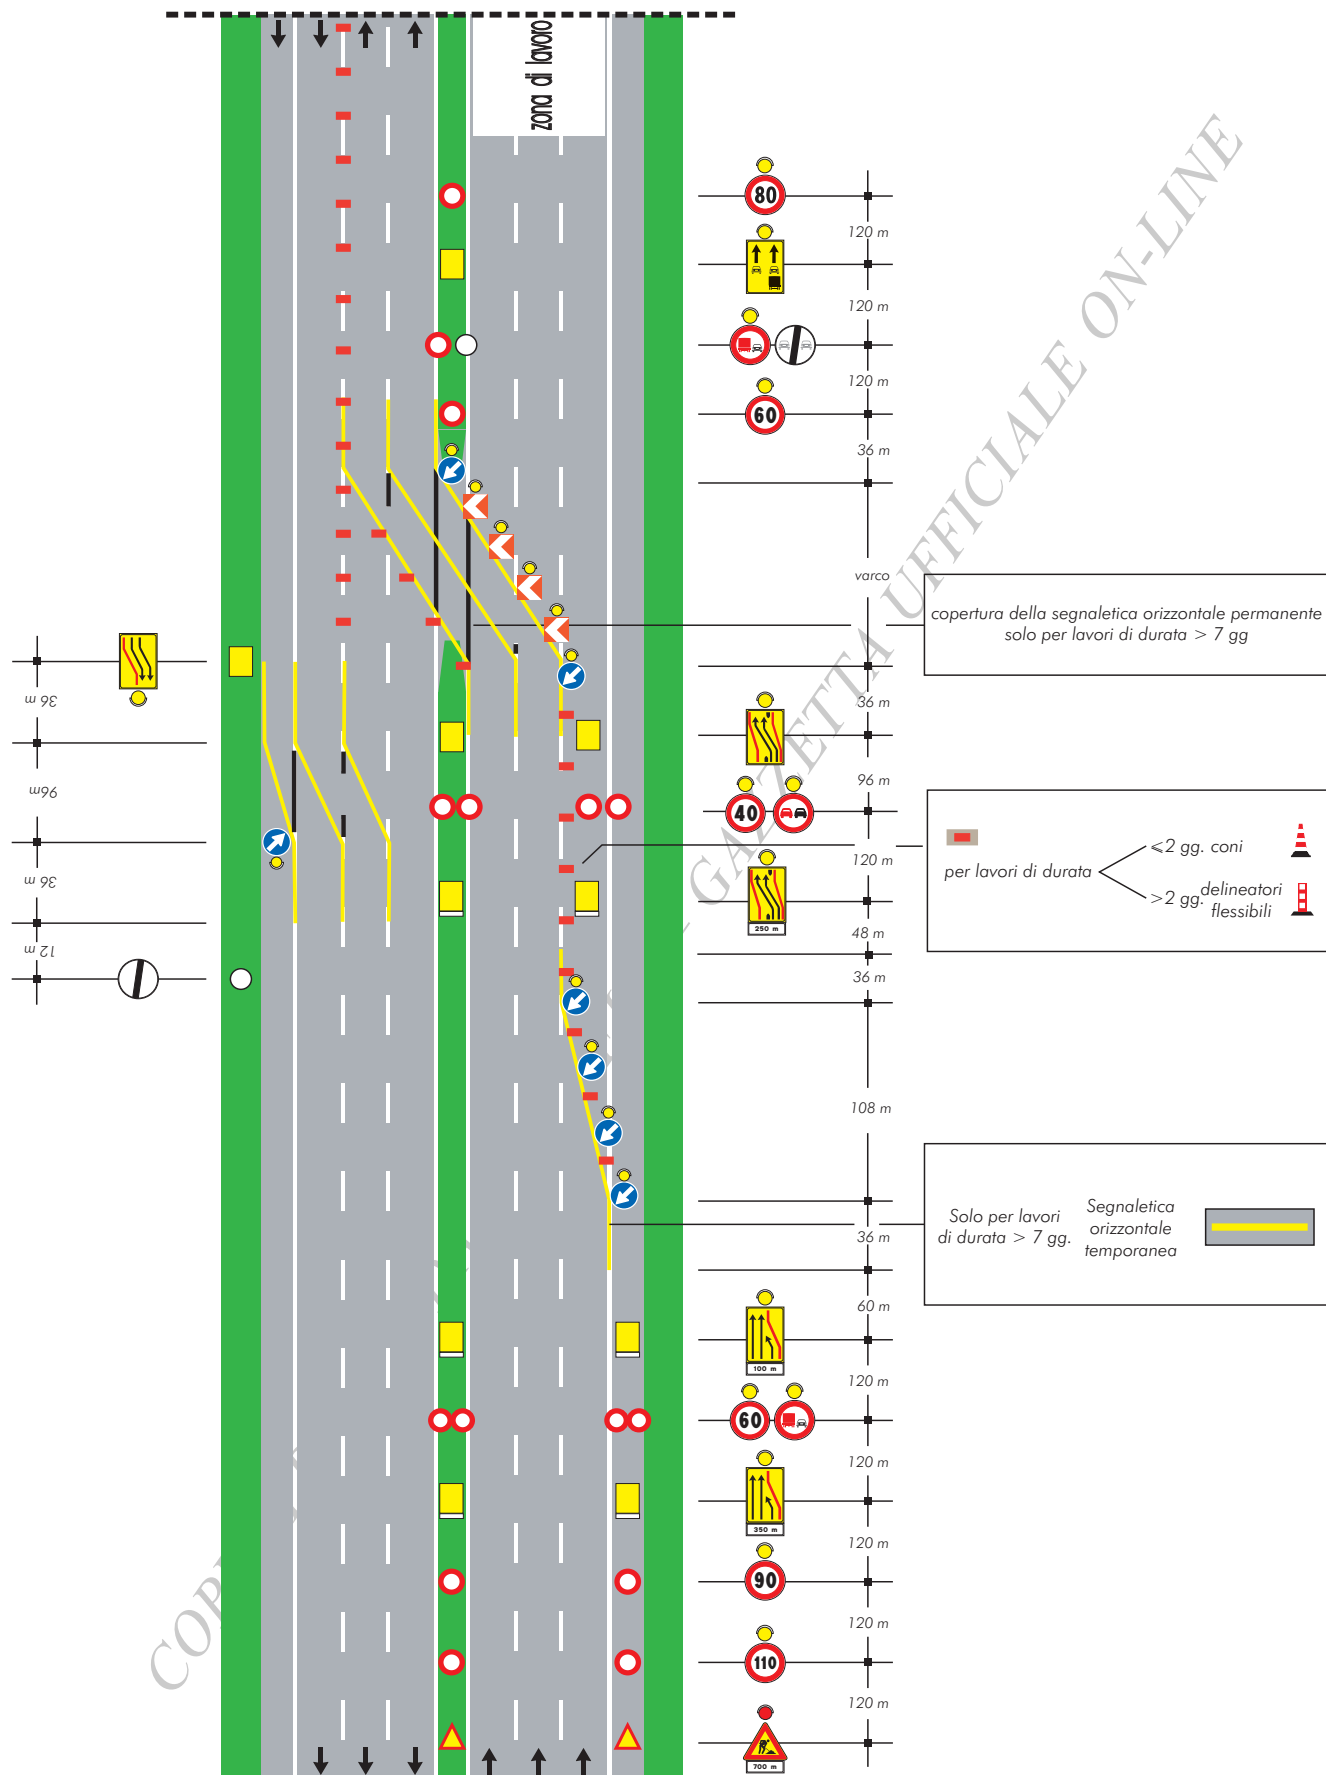 zona di lavoro
80
120 m
120 m
120 m
60
36 m
varco
copertura della segnaletica orizzontale permanente
solo per lavori di durata > 7 gg
36 m
36 m
96m
96 m
40
36 m
120 m
per lavori di durata
⩽2 gg. coni
>2 gg. delineatori
flessibili
250 m
48 m
12 m
36 m
108 m
Solo per lavori
di durata > 7 gg.
Segnaletica
orizzontale
temporanea
36 m
60 m
100 m
120 m
60
120 m
350 m
120 m
90
120 m
110
120 m
700 m
GAZZETTA UFFICIALE ON-LINE